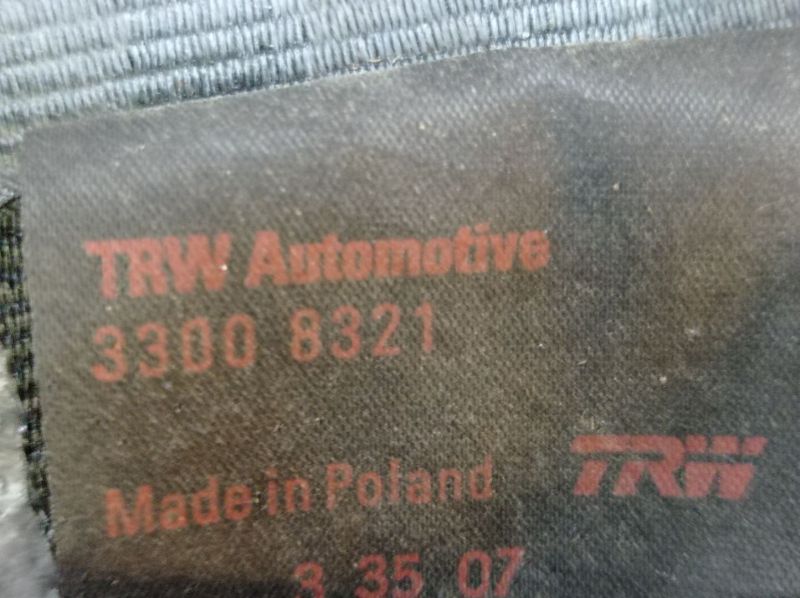 TRW Automotive
3300 8321
Made in Poland
TRW
3 35 07